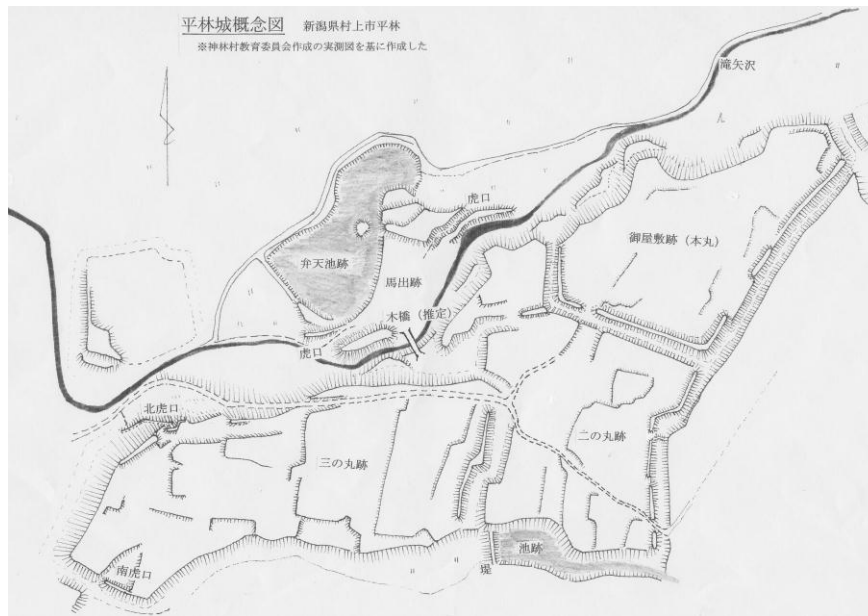 平林城概念図 新潟県村上市平林
※神林村教育委員会作成の実測図を基に作成した
滝矢沢
虎口
御屋敷跡（本丸）
弁天池跡
馬出跡
木橋（推定）
虎口
北虎口
二の丸跡
三の丸跡
池跡
南虎口
堤